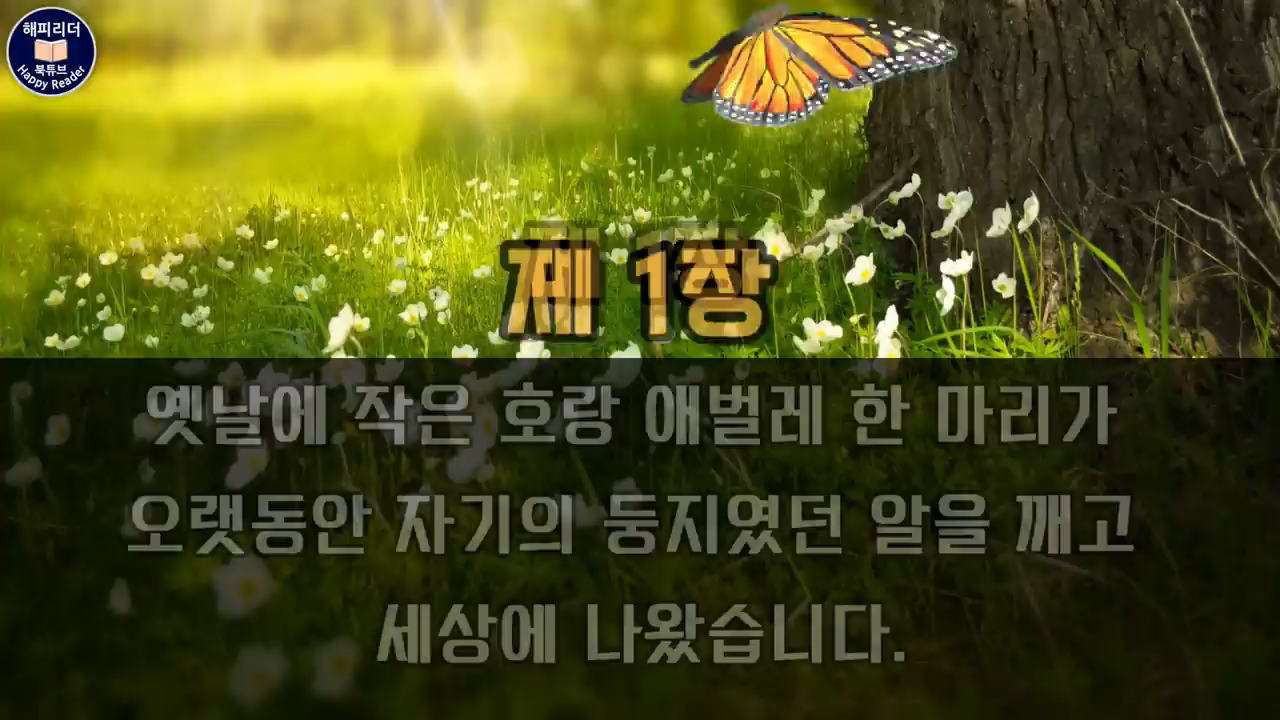 해피리더
북튜브
Happy Reader
제 1장
옛날에 작은 호랑 애벌레 한 마리가
오랫동안 자기의 둥지였던 알을 깨고
세상에 나왔습니다.